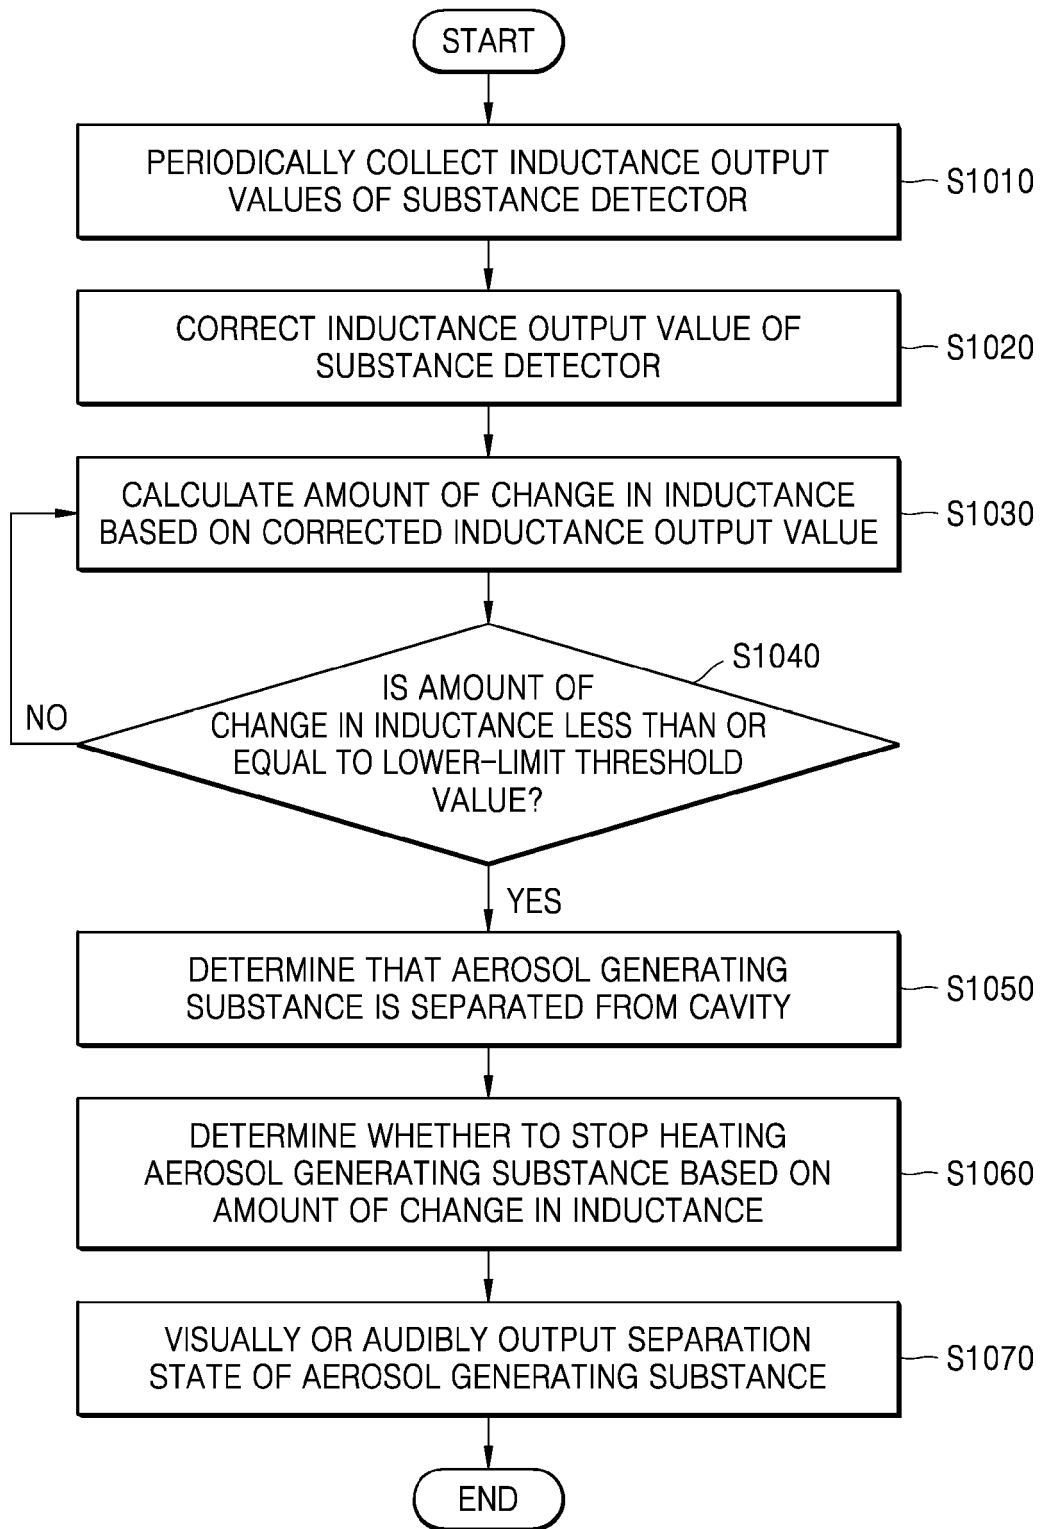 START
PERIODICALLY COLLECT INDUCTANCE OUTPUT
VALUES OF SUBSTANCE DETECTOR
S1010
CORRECT INDUCTANCE OUTPUT VALUE OF
SUBSTANCE DETECTOR
S1020
CALCULATE AMOUNT OF CHANGE IN INDUCTANCE
BASED ON CORRECTED INDUCTANCE OUTPUT VALUE
S1030
S1040
IS AMOUNT OF
CHANGE IN INDUCTANCE LESS THAN OR
EQUAL TO LOWER-LIMIT THRESHOLD
VALUE?
NO
YES
DETERMINE THAT AEROSOL GENERATING
SUBSTANCE IS SEPARATED FROM CAVITY
S1050
DETERMINE WHETHER TO STOP HEATING
AEROSOL GENERATING SUBSTANCE BASED ON
AMOUNT OF CHANGE IN INDUCTANCE
S1060
VISUALLY OR AUDIBLY OUTPUT SEPARATION
STATE OF AEROSOL GENERATING SUBSTANCE
S1070
END